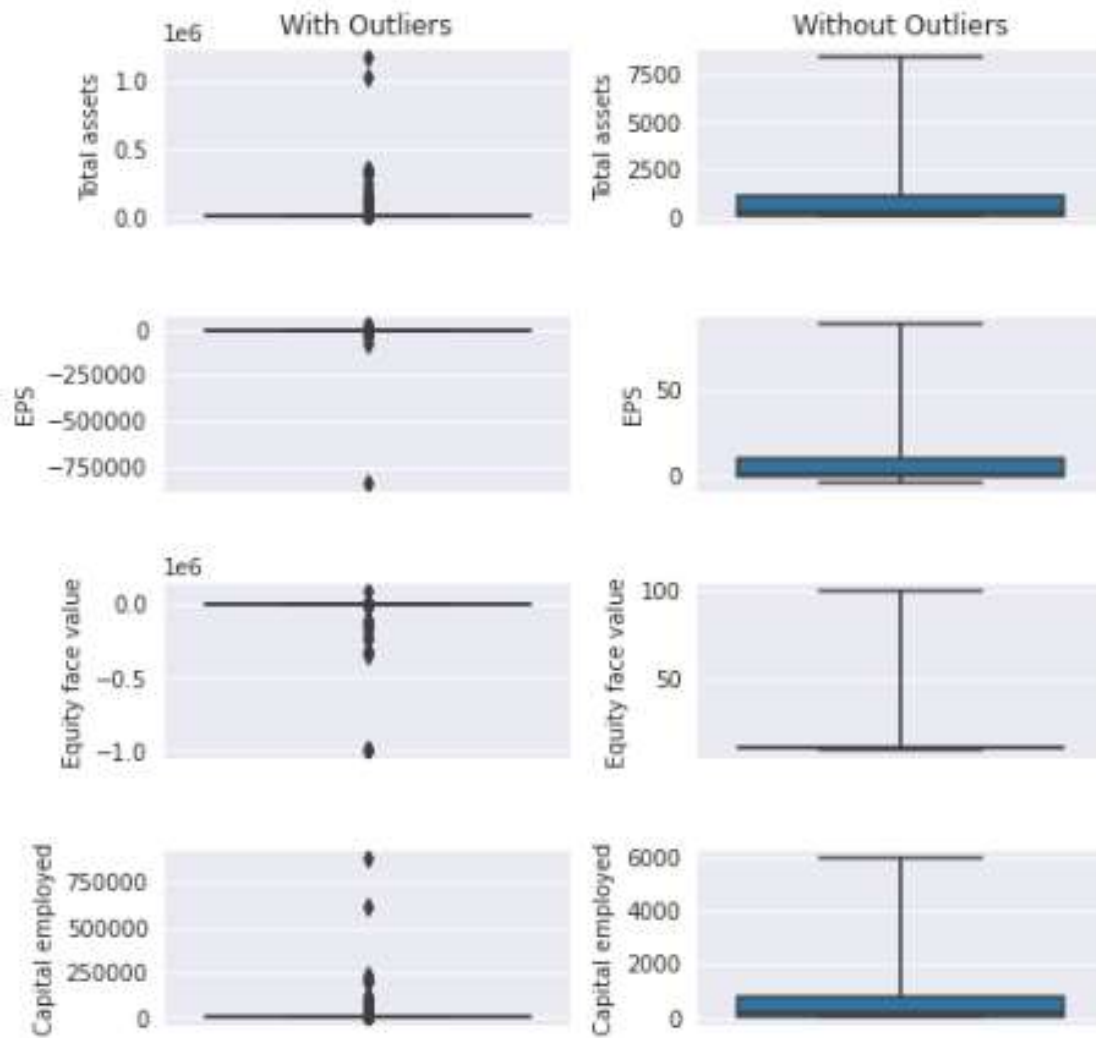 With Outliers
Without Outliers
1e6
Total assets
1.0
0.5
0.0
Total assets
7500
5000
2500
0
EPS
0
−250000
−500000
−750000
EPS
50
0
1e6
Equity face value
0.0
−0.5
−1.0
Equity face value
100
50
Capital employed
750000
500000
250000
0
Capital employed
6000
4000
2000
0